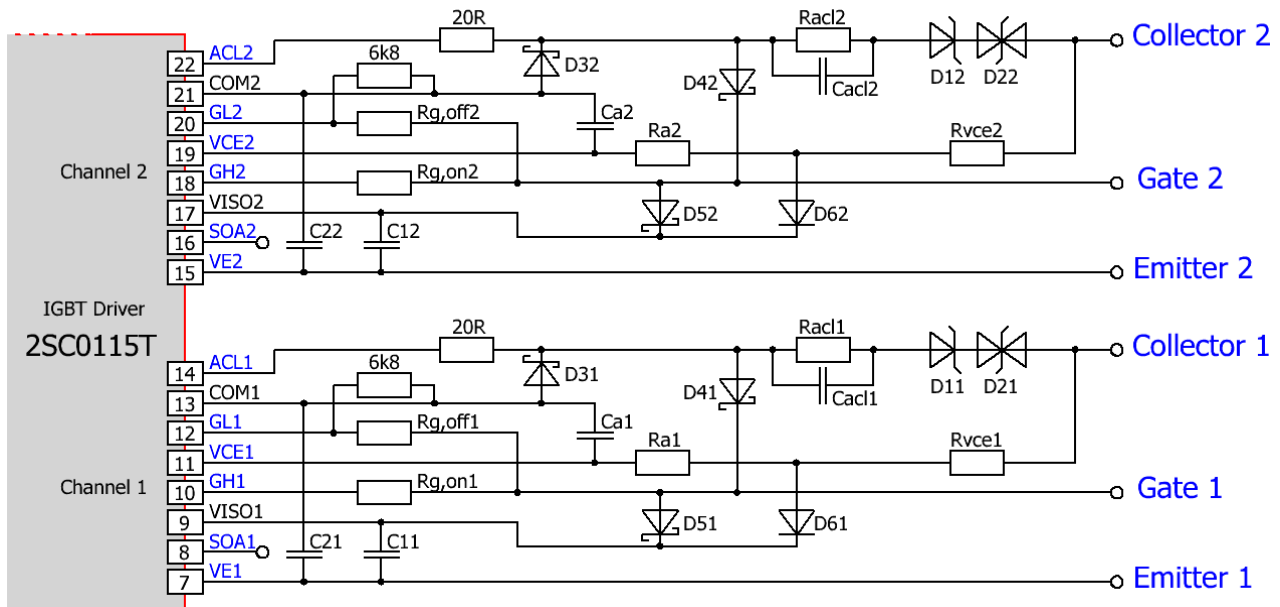 20R
Racl2
Collector 2
22
ACL2
6k8
D32
D12
D22
21
COM2
D42
Cacl2
20
GL2
Rg,off2
Ca2
19
VCE2
Ra2
Rvce2
Channel 2
18
GH2
Rg,on2
Gate 2
17
VISO2
D52
D62
16
SOA2
C22
C12
15
VE2
Emitter 2
IGBT Driver
2SC0115T
20R
Racl1
Collector 1
14
ACL1
6k8
D31
D11
D21
13
COM1
D41
Cacl1
12
GL1
Rg,off1
Ca1
11
VCE1
Ra1
Rvce1
Channel 1
10
GH1
Rg,on1
Gate 1
9
VISO1
D51
D61
8
SOA1
C21
C11
7
VE1
Emitter 1